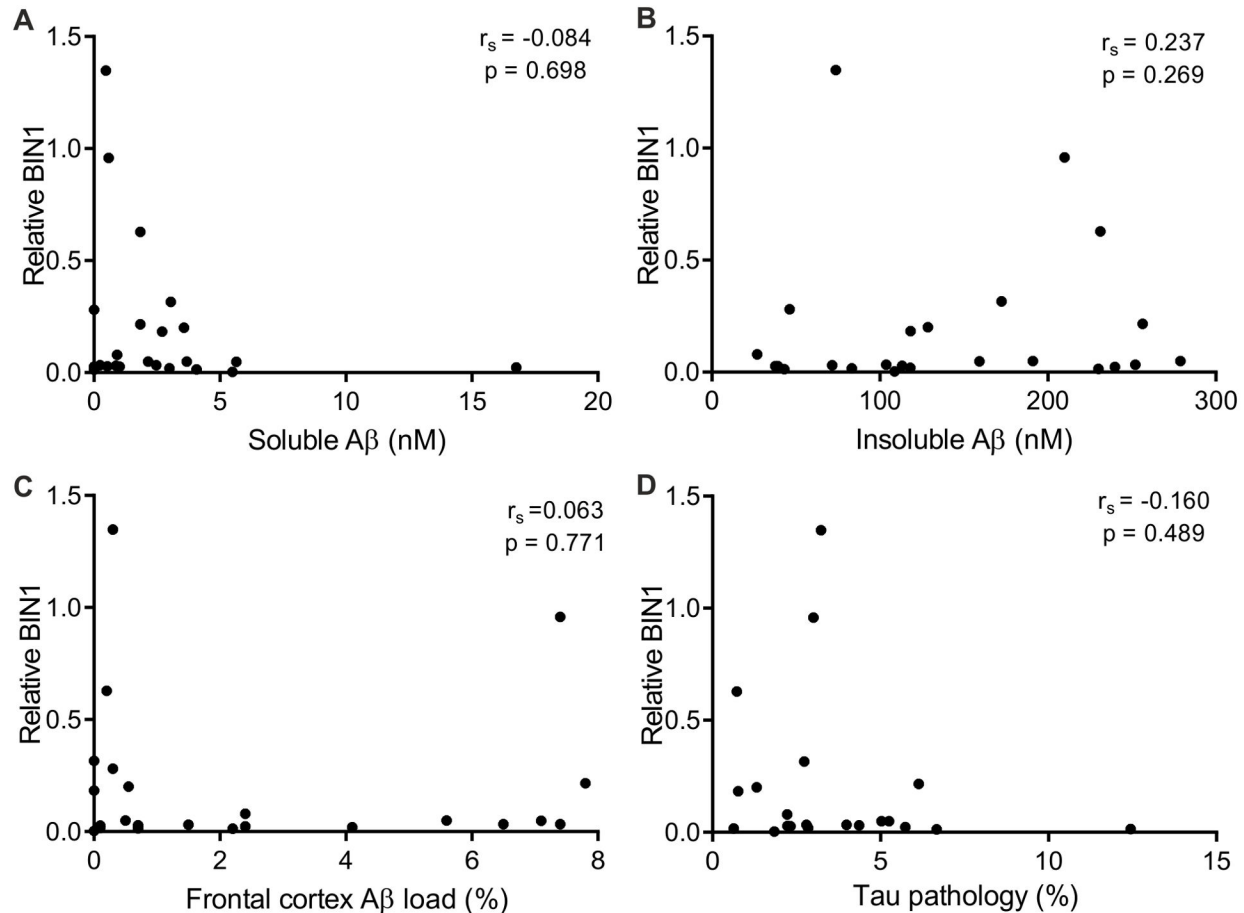 A
1.5
1.0
0.5
0.0
Relative BIN1
rs = -0.084
p = 0.698
0 5 10 15 20
Soluble Aβ (nM)
B
1.5
1.0
0.5
0.0
Relative BIN1
rs = 0.237
p = 0.269
0 100 200 300
Insoluble Aβ (nM)
C
1.5
1.0
0.5
0.0
Relative BIN1
rs =0.063
p = 0.771
0 2 4 6 8
Frontal cortex Aβ load (%)
D
1.5
1.0
0.5
0.0
Relative BIN1
rs = -0.160
p = 0.489
0 5 10 15
Tau pathology (%)